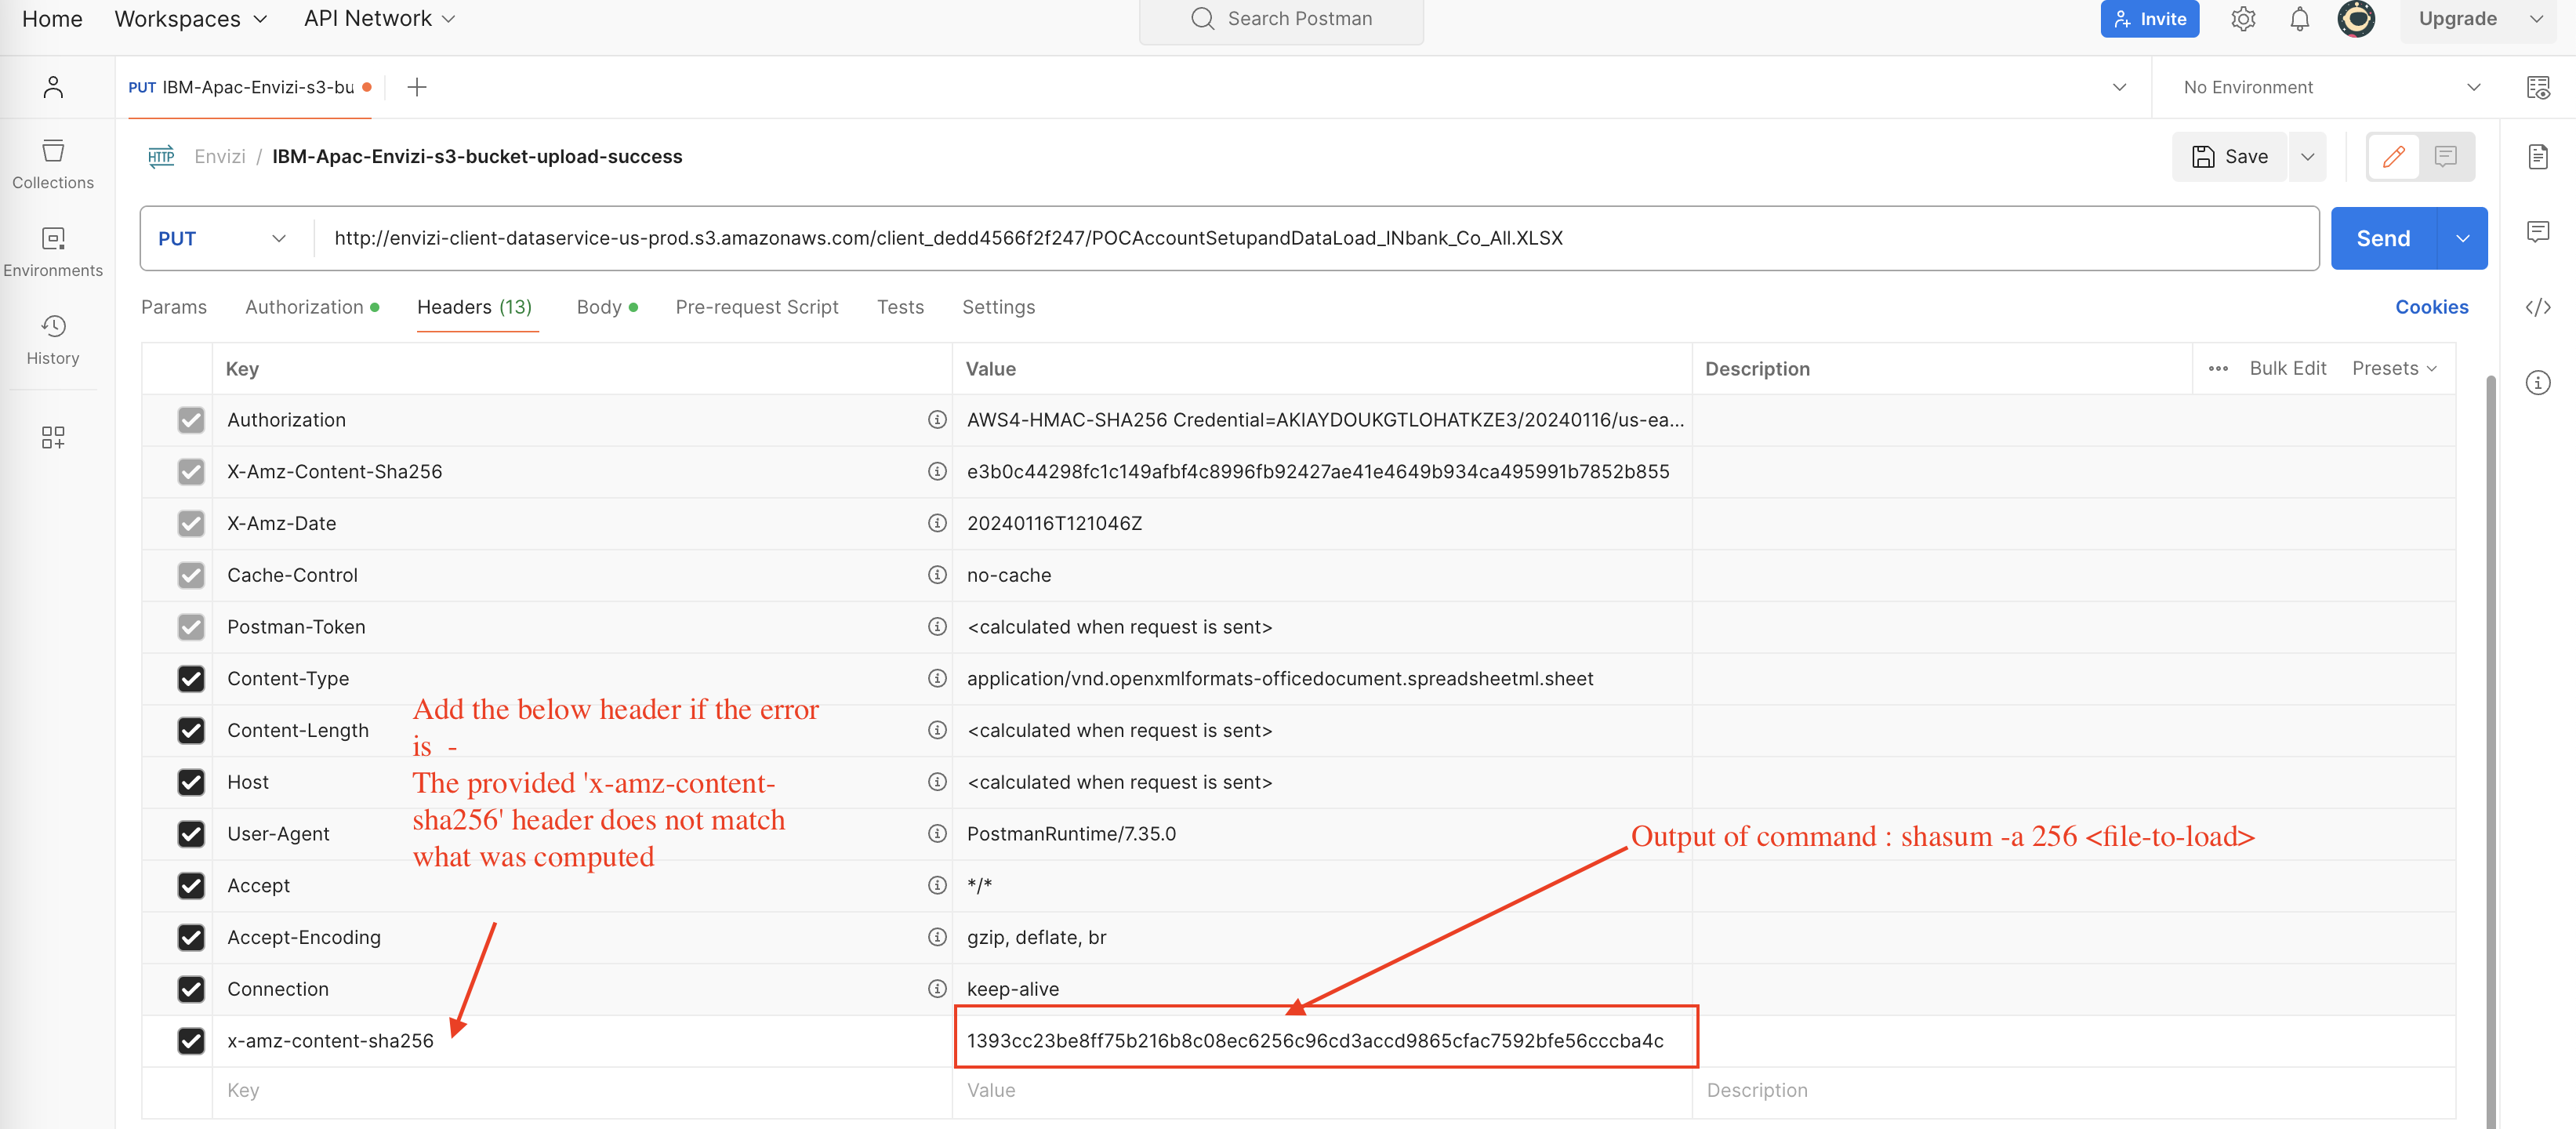 Home Workspaces API Network Search Postman Invite Upgrade
PUT IBM-Apac-Envizi-s3-bu No Environment
HTTP Envizi / IBM-Apac-Envizi-s3-bucket-upload-success Save
Collections
Environments
History
PUT http://envizi-client-dataservice-us-prod.s3.amazonaws.com/client_dedd4566f2f247/POCAccountSetupandDataLoad_INbank_Co_All.XLSX Send
Params Authorization Headers (13) Body Pre-request Script Tests Settings Cookies
Key Value Description Bulk Edit Presets
Authorization AWS4-HMAC-SHA256 Credential=AKIAYDOUKGTLOHATKZE3/20240116/us-ea...
X-Amz-Content-Sha256 e3b0c44298fc1c149afbf4c8996fb92427ae41e4649b934ca495991b7852b855
X-Amz-Date 20240116T121046Z
Cache-Control no-cache
Postman-Token <calculated when request is sent>
Content-Type application/vnd.openxmlformats-officedocument.spreadsheetml.sheet
Content-Length <calculated when request is sent>
Host <calculated when request is sent>
User-Agent PostmanRuntime/7.35.0
Accept */*
Accept-Encoding gzip, deflate, br
Connection keep-alive
x-amz-content-sha256 1393cc23be8ff75b216b8c08ec6256c96cd3accd9865cfac7592bfe56cccba4c
Key Value Description
Add the below header if the error
is -
The provided 'x-amz-content-
sha256' header does not match
what was computed
Output of command : shasum -a 256 <file-to-load>